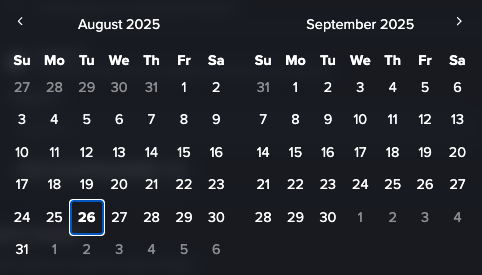 August 2025
Su Mo Tu We Th Fr Sa
27 28 29 30 31 1 2
3 4 5 6 7 8 9
10 11 12 13 14 15 16
17 18 19 20 21 22 23
24 25 26 27 28 29 30
31 1 2 3 4 5 6
September 2025
Su Mo Tu We Th Fr Sa
31 1 2 3 4 5 6
7 8 9 10 11 12 13
14 15 16 17 18 19 20
21 22 23 24 25 26 27
28 29 30 1 2 3 4